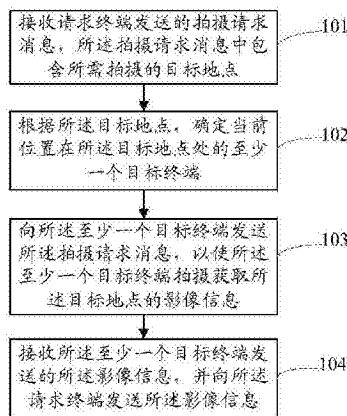 接收请求终端发送的拍摄请求
消息，所述拍摄请求消息中包
含所需拍摄的目标地点
101
根据所述目标地点，确定当前
位置在所述目标地点处的至少
一个目标终端
102
向所述至少一个目标终端发送
所述拍摄请求消息，以使所述
至少一个目标终端拍摄获取所
述目标地点的影像信息
103
接收所述至少一个目标终端发
送的所述影像信息，并向所述
请求终端发送所述影像信息
104